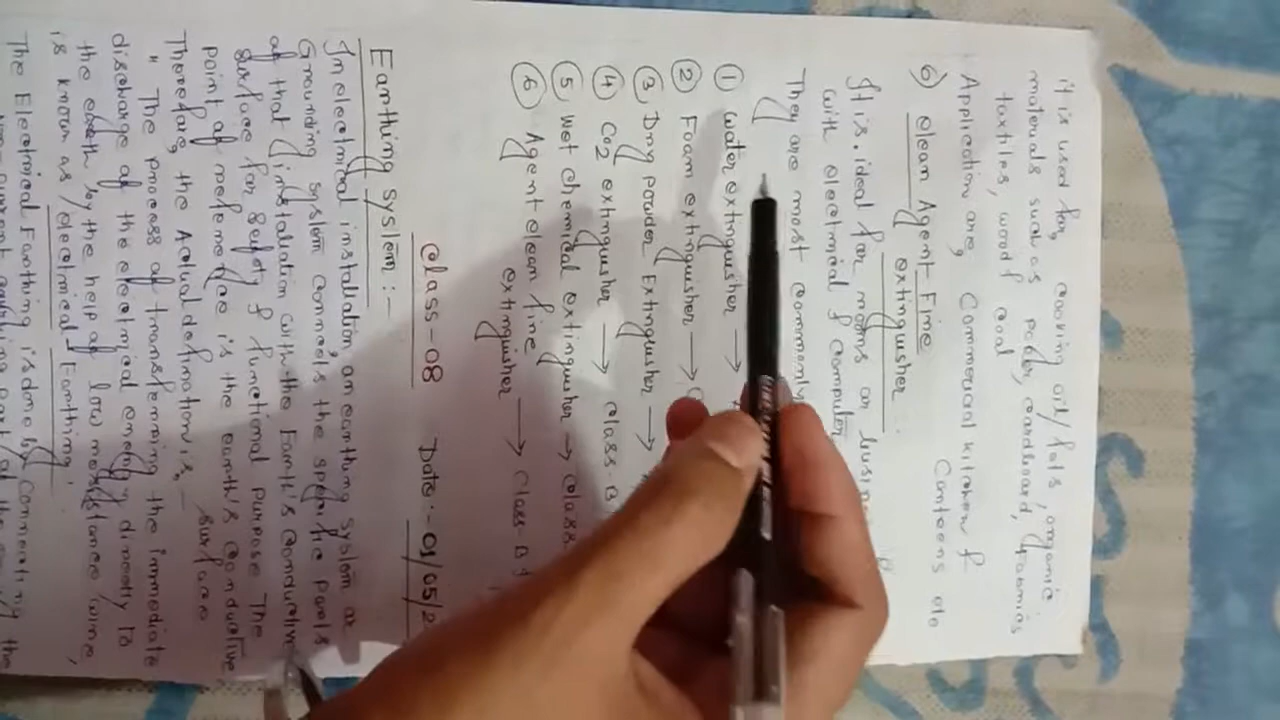 it is used for, cooving oil/fats, organic
materials such as paper, cardboard, fabrics
textiles, wood & coal
Application are, Commercial kitchen &
Canteens etc
6) clean Agent Fire
extinguisher
It is ideal for rooms or
with electrical & computer
They are most commonly
① water extinguisher →
② Foam extinguisher →
③ Dry powder Extinguisher →
④ Co2 extinguisher → class B
⑤ Wet chemical extinguisher → class
⑥ Agent clean fire
extinguisher → class-B
class-08 Date:- 01/05/2
Earthing system :-
In electrical instalation, an earthing system or
Grounding system connects the specific parts
of that instalation with the Earth's conductive
surface for safety & functional purpose The
point of reference is the earth's conductive
surface
Therefore, the Actual definition is,
" The process of transferring the immediate
discharge of the electrical energy directly to
the earth by the help of low resistance wire,
is known as electrical Earthing.
The Electrical Earthing is done by connecting the